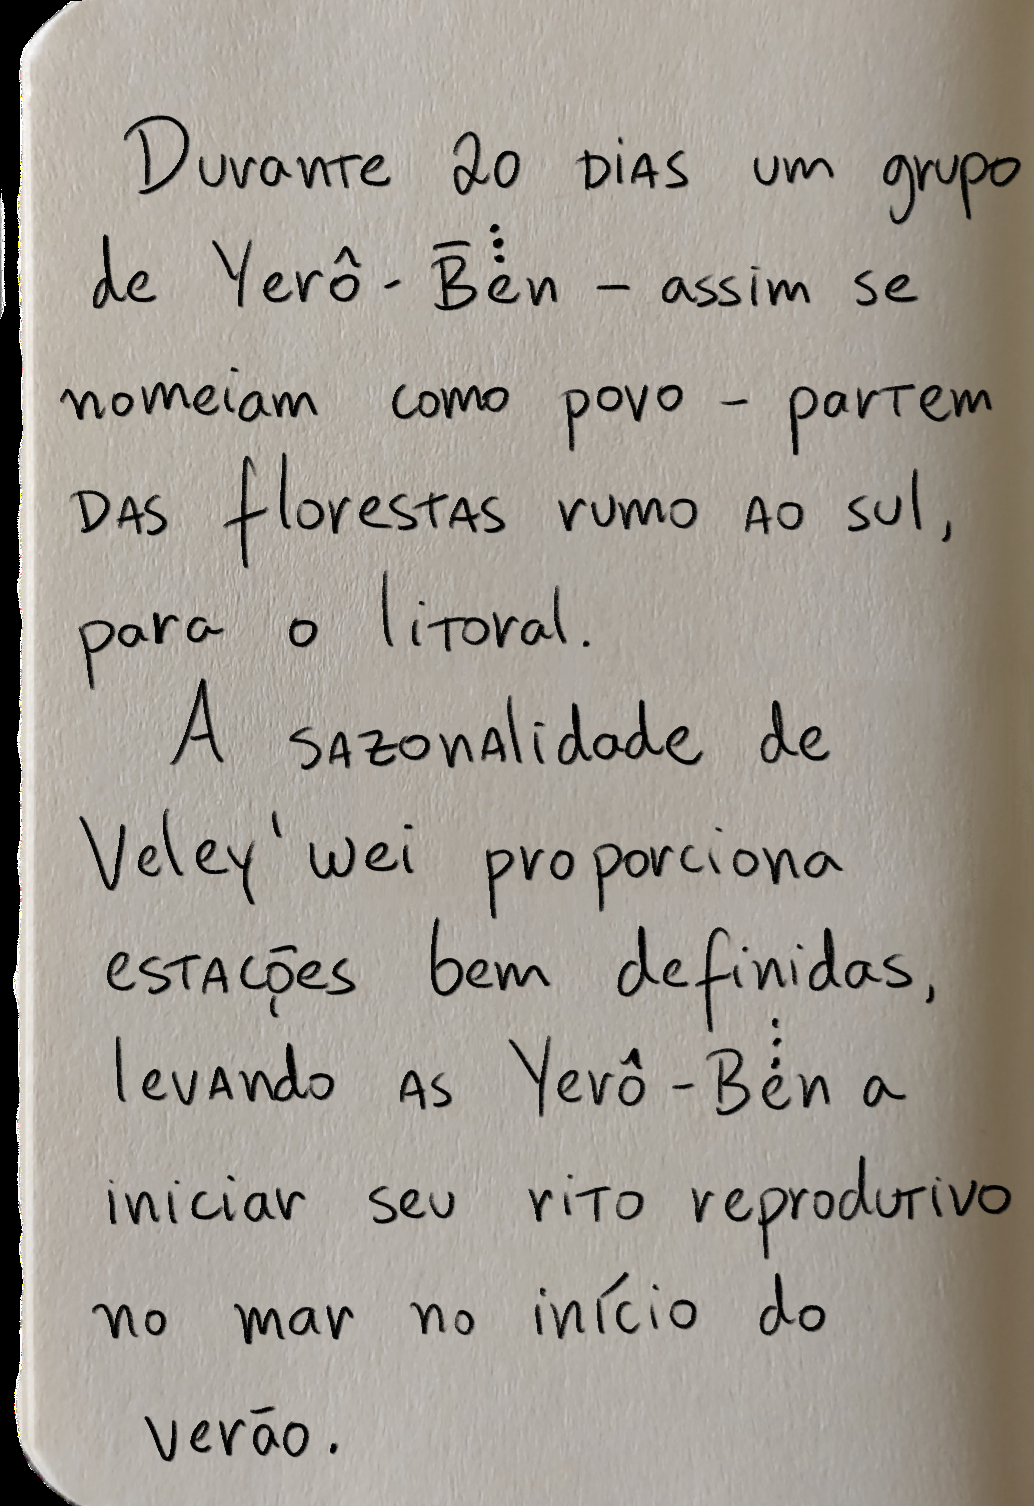 Durante 20 dias um grupo
de Yerô-B̅ė̇̇n – assim se
nomeiam como povo – partem
das florestas rumo ao sul,
para o litoral.
A sazonalidade de
Veley'wei proporciona
estações bem definidas,
levando as Yerô-Bė̇̇n a
iniciar seu rito reprodutivo
no mar no início do
verão.